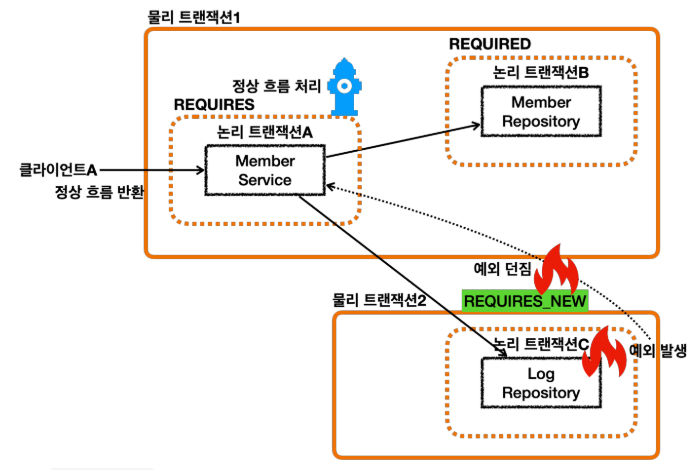 물리 트랜잭션1
REQUIRED
정상 흐름 처리
논리 트랜잭션B
REQUIRES
Member
Repository
논리 트랜잭션A
Member
Service
클라이언트A
정상 흐름 반환
예외 던짐
물리 트랜잭션2
REQUIRES_NEW
논리 트랜잭션C
예외 발생
Log
Repository